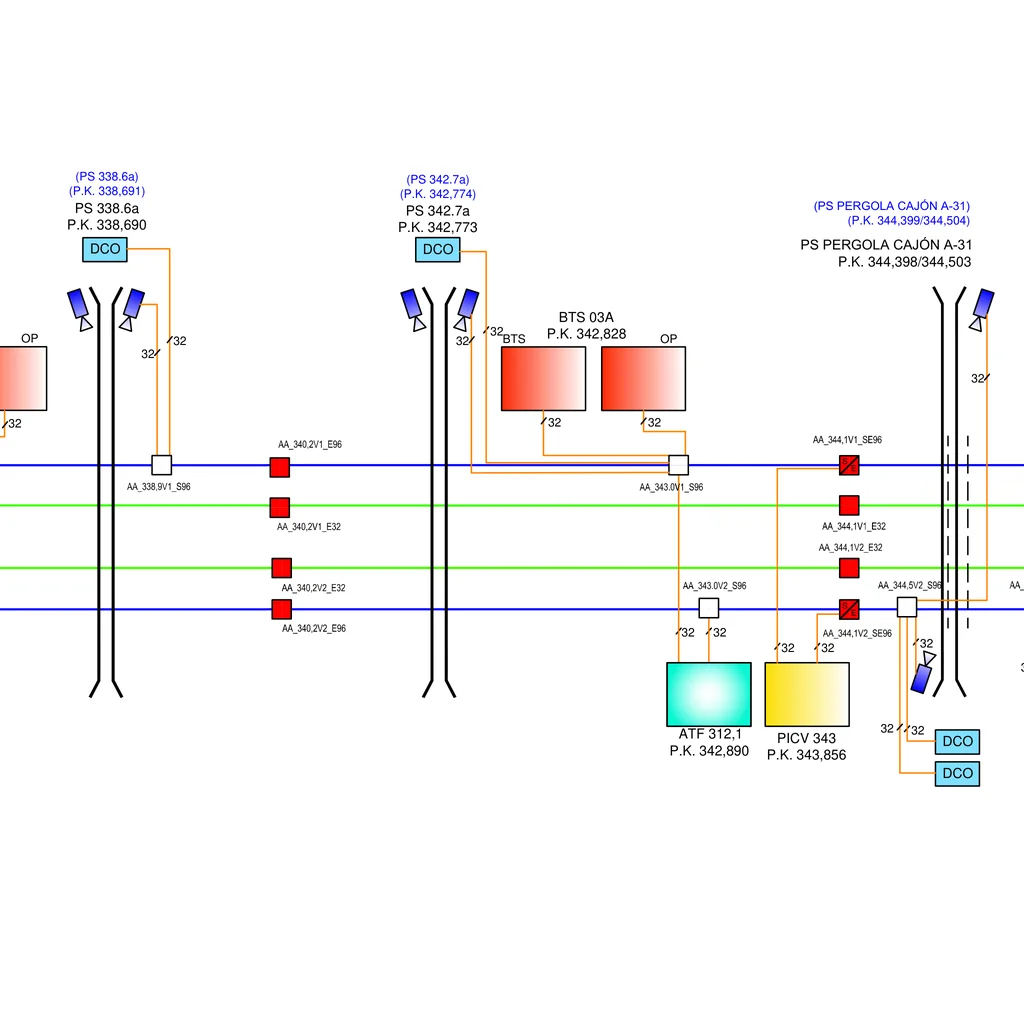 (PS 338.6a)
(P.K. 338,691)
PS 338.6a
P.K. 338,690
DCO
(PS 342.7a)
(P.K. 342,774)
PS 342.7a
P.K. 342,773
DCO
(PS PERGOLA CAJÓN A-31)
(P.K. 344,399/344,504)
PS PERGOLA CAJÓN A-31
P.K. 344,398/344,503
BTS 03A
P.K. 342,828
OP
BTS
OP
32
32
32
32
32
32
32
32
AA_340,2V1_E96
AA_344,1V1_SE96
S
E
AA_338,9V1_S96
AA_343.0V1_S96
AA_340,2V1_E32
AA_344,1V1_E32
AA_344,1V2_E32
AA_340,2V2_E32
AA_343.0V2_S96
AA_344,5V2_S96
AA_
S
E
AA_340,2V2_E96
AA_344,1V2_SE96
32
32
32
32
32
ATF 312,1
P.K. 342,890
PICV 343
P.K. 343,856
32
32
DCO
DCO